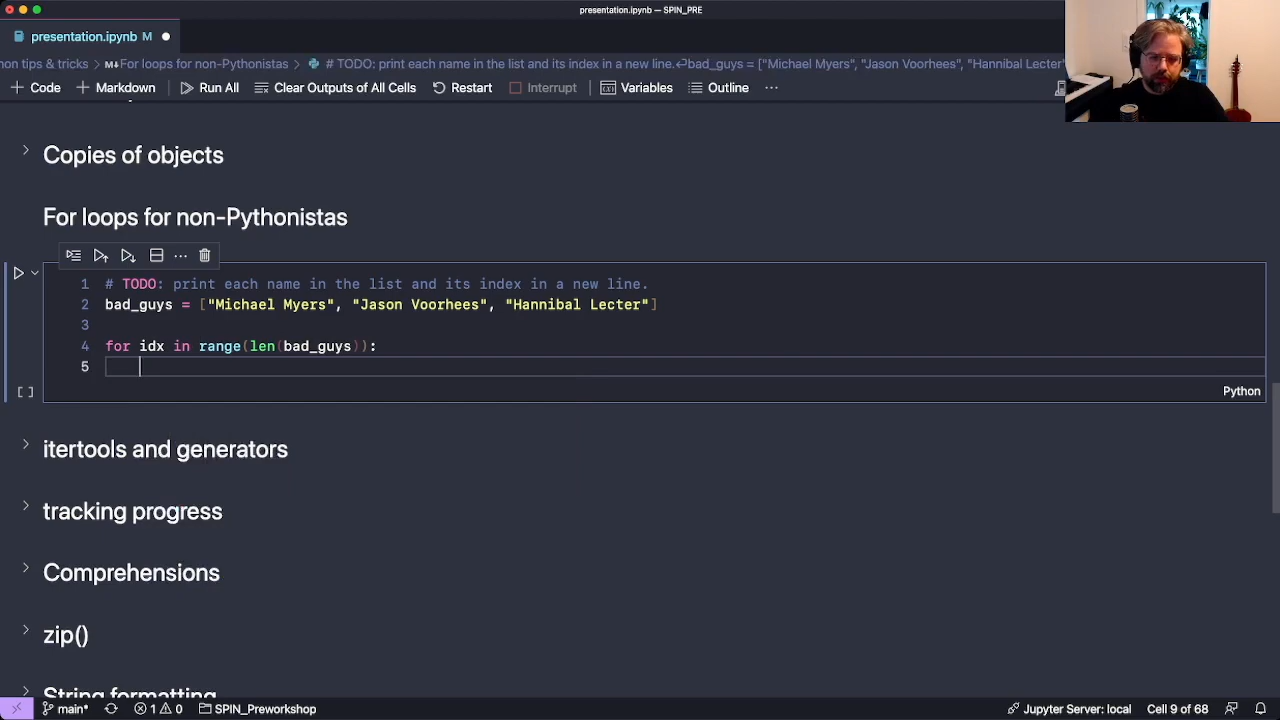 presentation.ipynb — SPIN_PRE
presentation.ipynb M
non tips & tricks > M↓For loops for non-Pythonistas > # TODO: print each name in the list and its index in a new line.↵bad_guys = ["Michael Myers", "Jason Voorhees", "Hannibal Lecter"
+ Code + Markdown Run All Clear Outputs of All Cells Restart Interrupt Variables Outline ···
Copies of objects
For loops for non-Pythonistas
1 # TODO: print each name in the list and its index in a new line.
2 bad_guys = ["Michael Myers", "Jason Voorhees", "Hannibal Lecter"]
3
4 for idx in range(len(bad_guys)):
5
[ ] Python
itertools and generators
tracking progress
Comprehensions
zip()
String formatting
main* 1 0 SPIN_Preworkshop Jupyter Server: local Cell 9 of 68